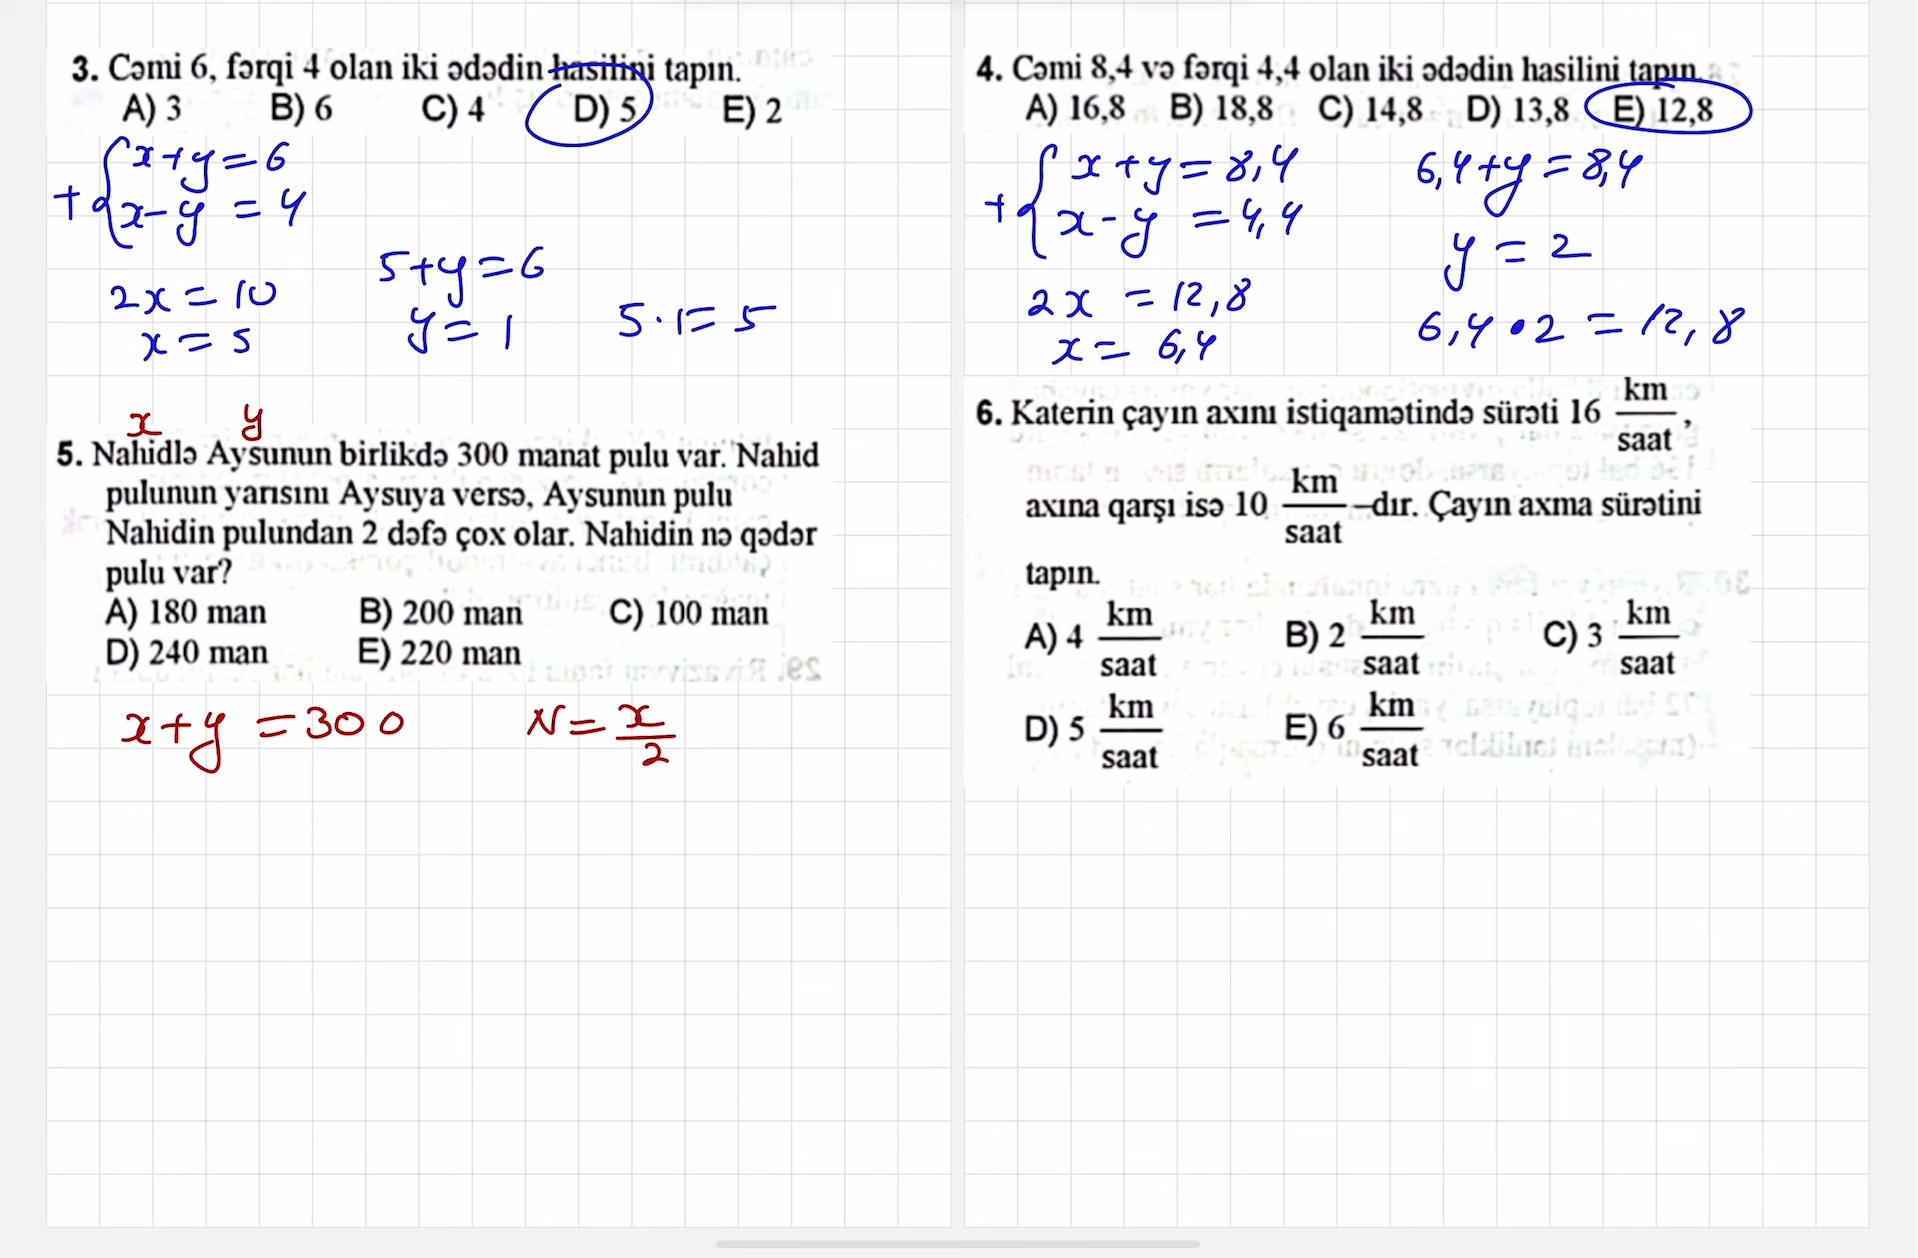 3. Cəmi 6, fərqi 4 olan iki ədədin hasilini tapın.
A) 3 B) 6 C) 4 D) 5 E) 2
x+y=6
+
x-y=4
2x=10
x=5
5+y=6
y=1
5·1=5
4. Cəmi 8,4 və fərqi 4,4 olan iki ədədin hasilini tapın.
A) 16,8 B) 18,8 C) 14,8 D) 13,8 E) 12,8
x+y=8,4
+
x-y=4,4
2x=12,8
x=6,4
6,4+y=8,4
y=2
6,4·2=12,8
x y
5. Nahidlə Aysunun birlikdə 300 manat pulu var. Nahid
pulunun yarısını Aysuya versə, Aysunun pulu
Nahidin pulundan 2 dəfə çox olar. Nahidin nə qədər
pulu var?
A) 180 man B) 200 man C) 100 man
D) 240 man E) 220 man
x+y=300 N=x/2
6. Katerin çayın axını istiqamətində sürəti 16 km/saat,
axına qarşı isə 10 km/saat–dır. Çayın axma sürətini
tapın.
A) 4 km/saat B) 2 km/saat C) 3 km/saat
D) 5 km/saat E) 6 km/saat